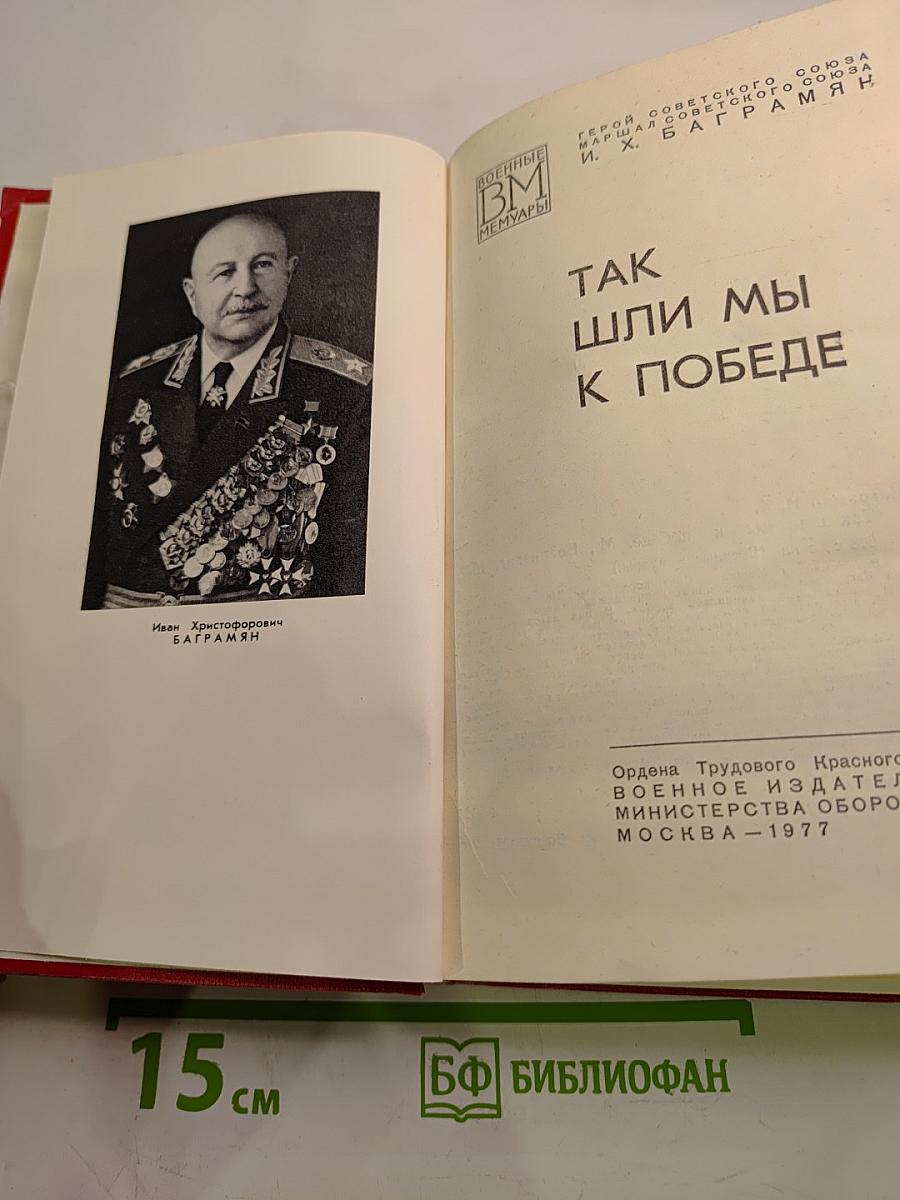 Иван Христофорович
БАГРАМЯН
ГЕРОЙ СОВЕТСКОГО СОЮЗА
МАРШАЛ СОВЕТСКОГО СОЮЗА
И. Х. БАГРАМЯН
ВОЕННЫЕ
ВМ
МЕМУАРЫ
ТАК
ШЛИ МЫ
К ПОБЕДЕ
Ордена Трудового Красного
ВОЕННОЕ ИЗДАТЕЛ
МИНИСТЕРСТВА ОБОРО
МОСКВА — 1977
15 см
БФ БИБЛИОФАН